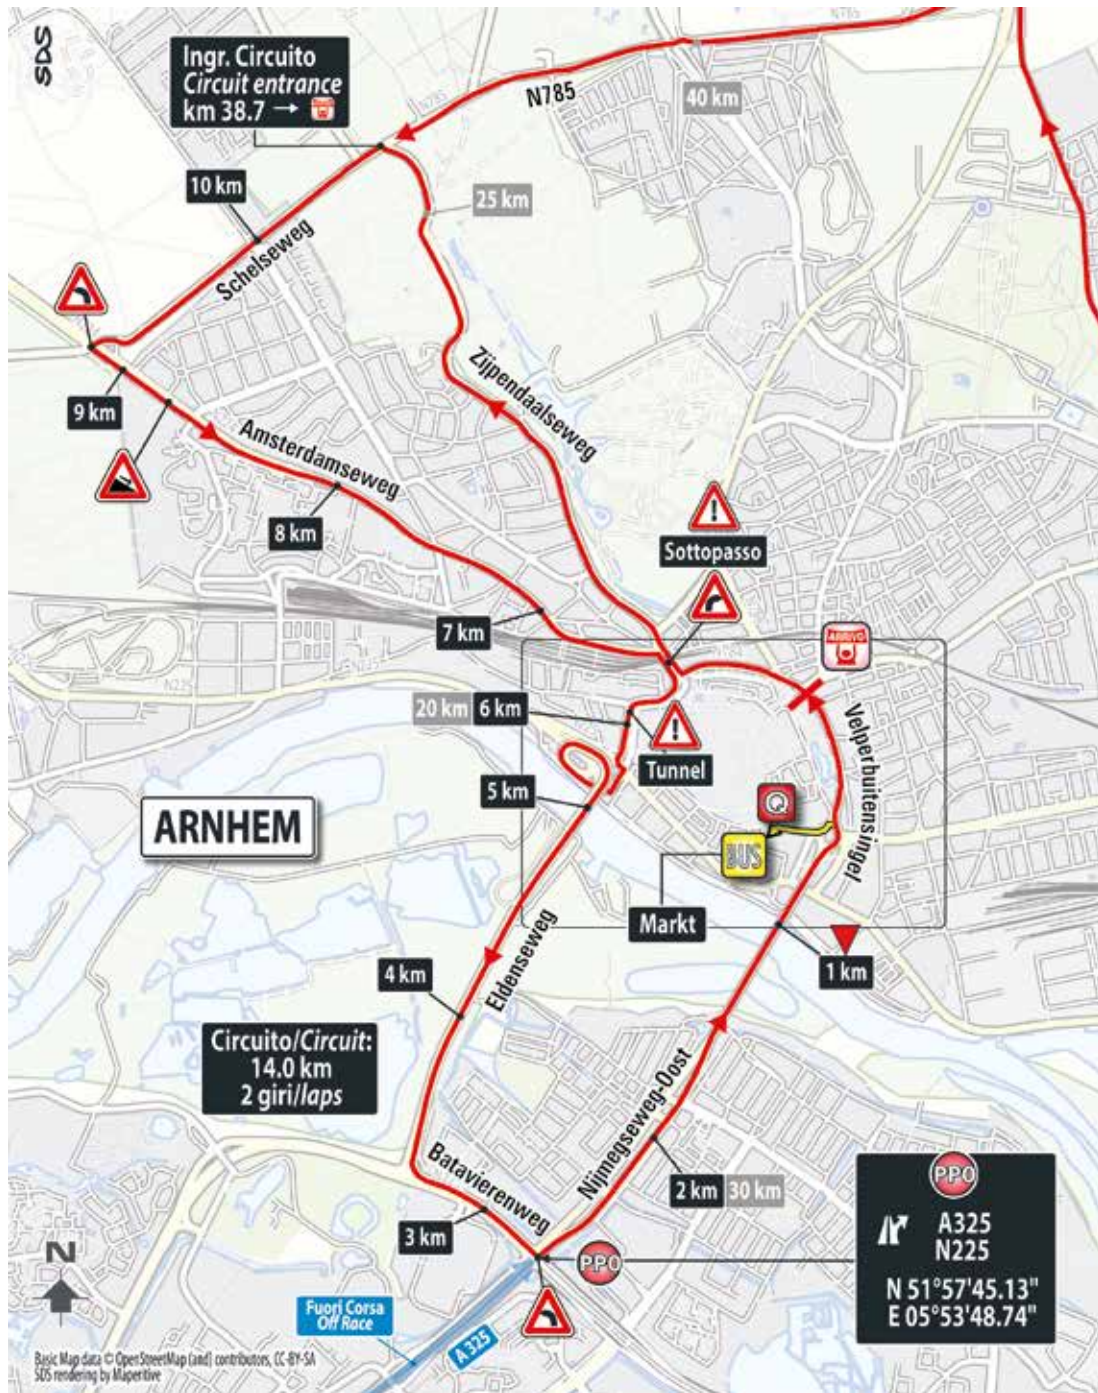 SDS
Ingr. Circuito
Circuit entrance
km 38.7 →
N785
N785
40 km
10 km
25 km
Schelseweg
Zijpendaalseweg
9 km
Amsterdamseweg
8 km
!
Sottopasso
7 km
ARRIVO
20 km 6 km
!
Tunnel
Velperbuitensingel
5 km
Q
BUS
ARNHEM
Markt
1 km
4 km
Eldenseweg
Circuito/Circuit:
14.0 km
2 giri/laps
Nijmegseweg-Oost
Batavierenweg
2 km 30 km
3 km
PPO
PPO
A325
N225
N 51°57'45.13"
E 05°53'48.74"
N
Fuori Corsa
Off Race
A 325
Basic Map data © OpenStreetMap (and) contributors, CC-BY-SA
SDS rendering by Maperitive